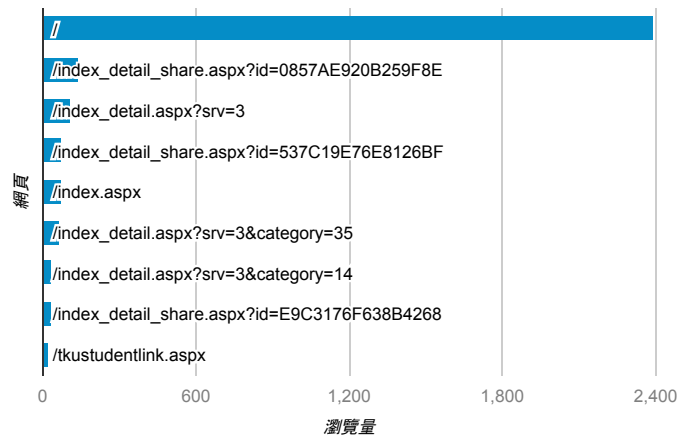 /
/index_detail_share.aspx?id=0857AE920B259F8E
/index_detail.aspx?srv=3
/index_detail_share.aspx?id=537C19E76E8126BF
/index.aspx
/index_detail.aspx?srv=3&category=35
/index_detail.aspx?srv=3&category=14
/index_detail_share.aspx?id=E9C3176F638B4268
/tkustudentlink.aspx
網頁
0 600 1,200 1,800 2,400
瀏覽量